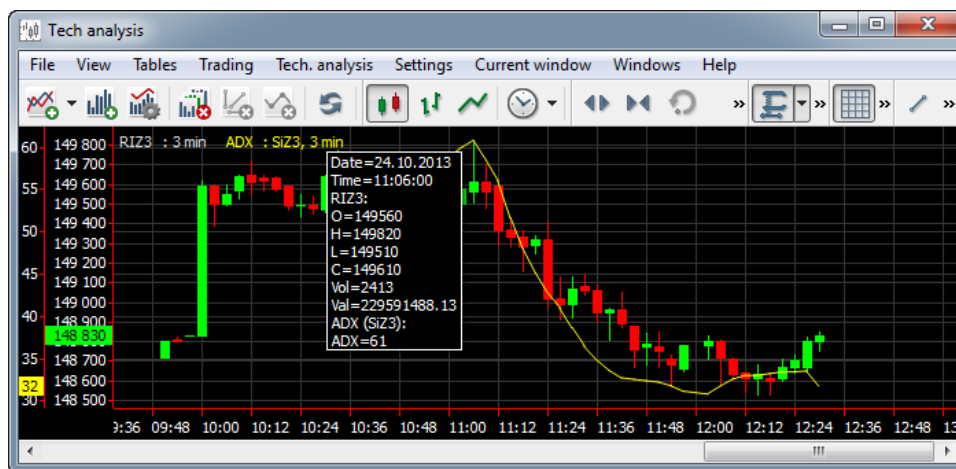 Tech analysis
File View Tables Trading Tech. analysis Settings Current window Windows Help
» » » »
RIZ3 : 3 min ADX : SiZ3, 3 min
60
55
50
45
40
35
32
30
149 800
149 700
149 600
149 500
149 400
149 300
149 200
149 100
149 000
148 900
148 830
148 700
148 600
148 500
Date=24.10.2013
Time=11:06:00
RIZ3:
O=149560
H=149820
L=149510
C=149610
Vol=2413
Val=229591488.13
ADX (SiZ3):
ADX=61
9:36 09:48 10:00 10:12 10:24 10:36 10:48 11:00 11:12 11:24 11:36 11:48 12:00 12:12 12:24 12:36 12:48 13